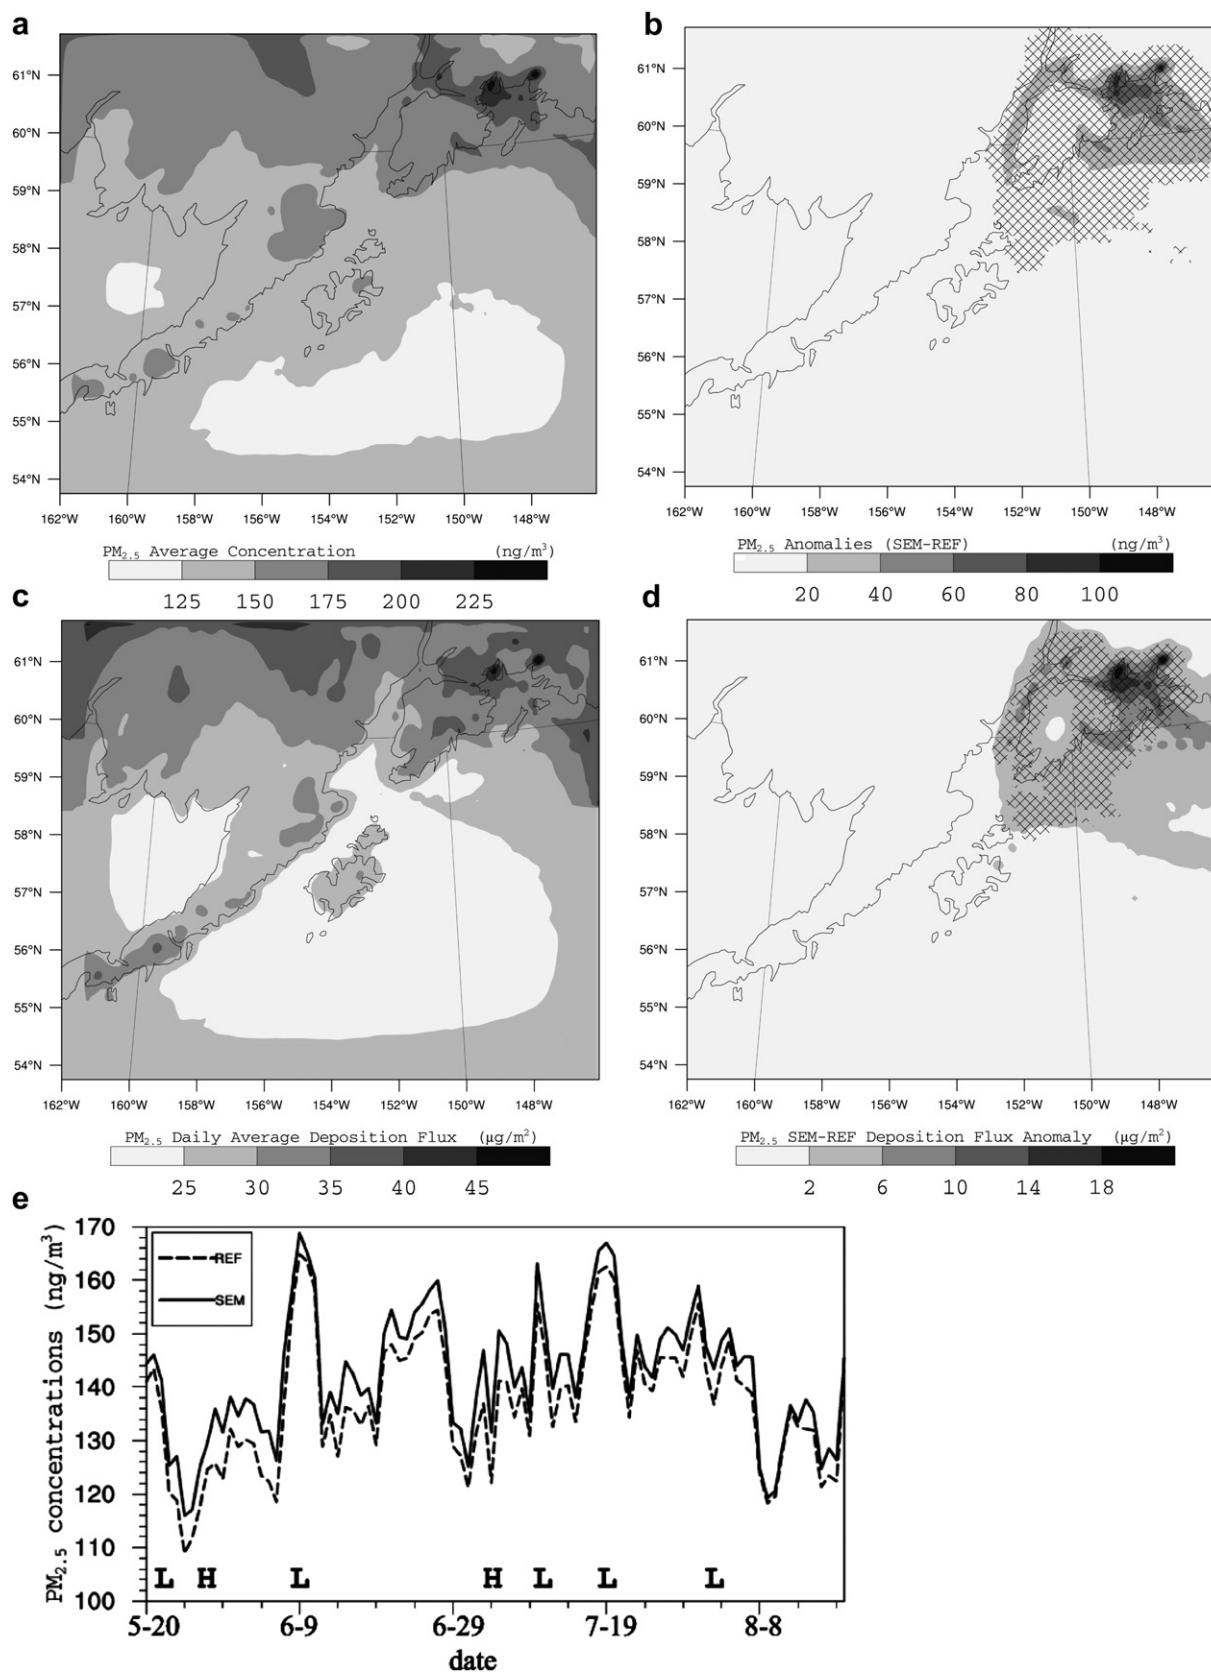 a
61°N
60°N
59°N
58°N
57°N
56°N
55°N
54°N
162°W 160°W 158°W 156°W 154°W 152°W 150°W 148°W
PM2.5 Average Concentration (ng/m3)
125 150 175 200 225
b
61°N
60°N
59°N
58°N
57°N
56°N
55°N
54°N
162°W 160°W 158°W 156°W 154°W 152°W 150°W 148°W
PM2.5 Anomalies (SEM-REF) (ng/m3)
20 40 60 80 100
c
61°N
60°N
59°N
58°N
57°N
56°N
55°N
54°N
162°W 160°W 158°W 156°W 154°W 152°W 150°W 148°W
PM2.5 Daily Average Deposition Flux (µg/m2)
25 30 35 40 45
d
61°N
60°N
59°N
58°N
57°N
56°N
55°N
54°N
162°W 160°W 158°W 156°W 154°W 152°W 150°W 148°W
PM2.5 SEM-REF Deposition Flux Anomaly (µg/m2)
2 6 10 14 18
e
PM2.5 concentrations (ng/m3)
170
160
150
140
130
120
110
100
REF
SEM
L H L H L L L
5-20 6-9 6-29 7-19 8-8
date